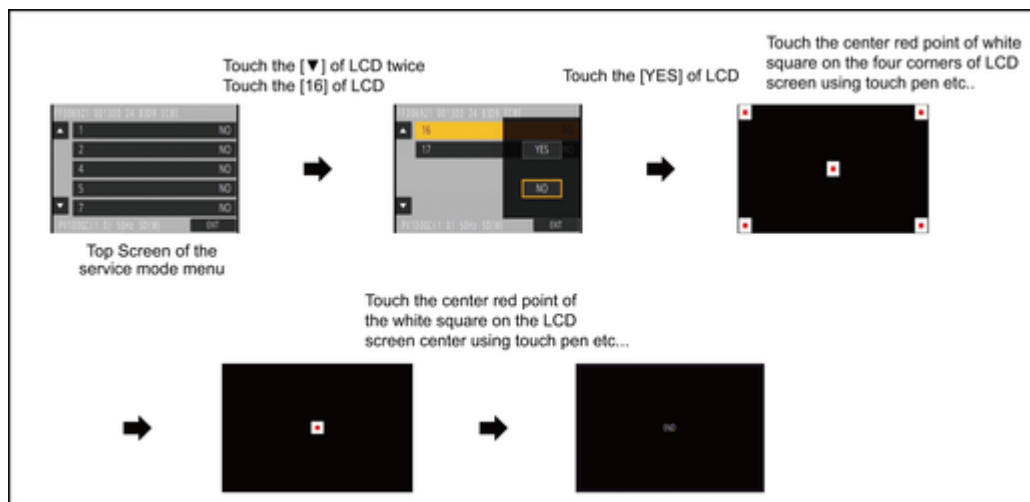 Touch the [▼] of LCD twice
Touch the [16] of LCD
Touch the [YES] of LCD
Touch the center red point of white
square on the four corners of LCD
screen using touch pen etc..
▲ 1 NO
2 NO
4 NO
5 NO
▼ 7 NO
EXIT
▲ 16
17
YES
NO
▼
EXIT
Top Screen of the
service mode menu
Touch the center red point of
the white square on the LCD
screen center using touch pen etc...
END